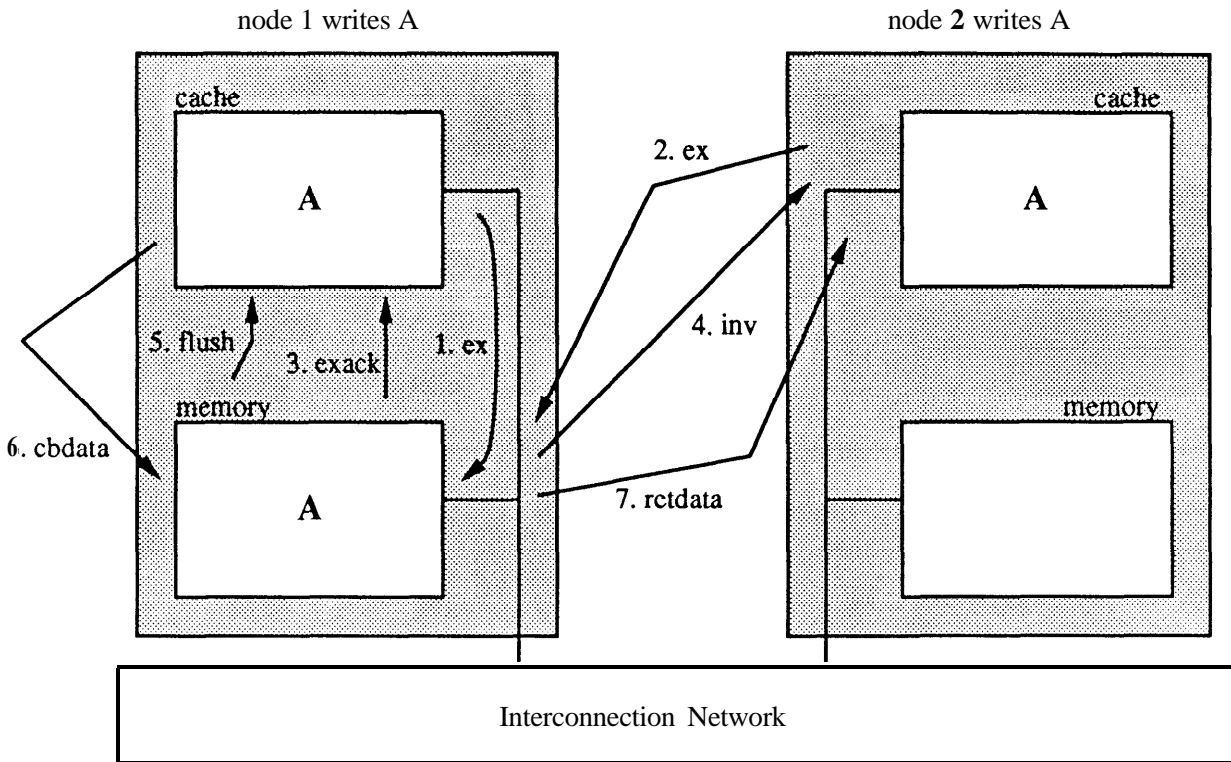 node 1 writes A
node 2 writes A
cache
cache
A
A
2. ex
4. inv
5. flush
3. exack
1. ex
memory
memory
6. cbdata
A
7. rctdata
Interconnection Network